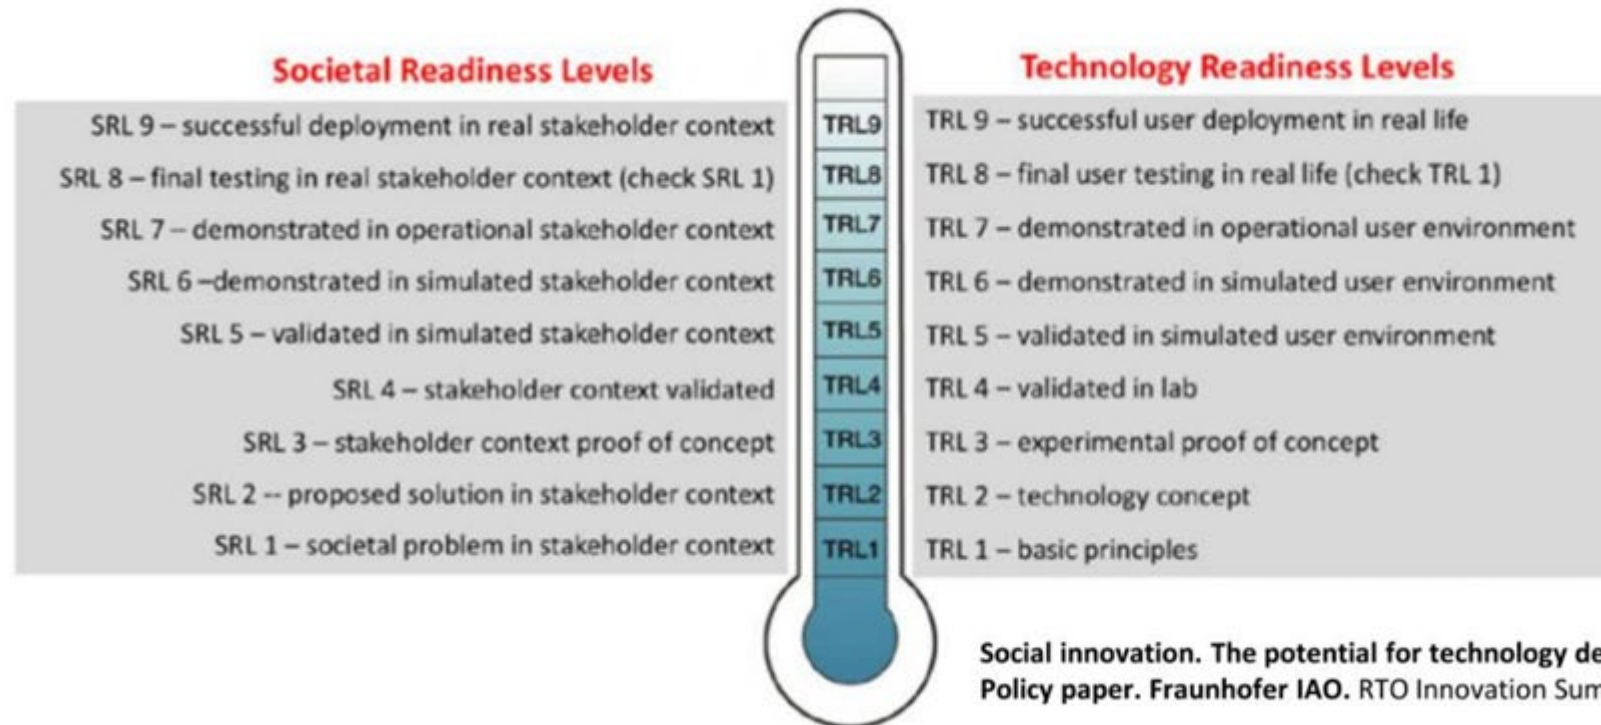 Societal Readiness Levels
SRL 9 – successful deployment in real stakeholder context
SRL 8 – final testing in real stakeholder context (check SRL 1)
SRL 7 – demonstrated in operational stakeholder context
SRL 6 –demonstrated in simulated stakeholder context
SRL 5 – validated in simulated stakeholder context
SRL 4 – stakeholder context validated
SRL 3 – stakeholder context proof of concept
SRL 2 -- proposed solution in stakeholder context
SRL 1 – societal problem in stakeholder context
TRL9
TRL8
TRL7
TRL6
TRL5
TRL4
TRL3
TRL2
TRL1
Technology Readiness Levels
TRL 9 – successful user deployment in real life
TRL 8 – final user testing in real life (check TRL 1)
TRL 7 – demonstrated in operational user environment
TRL 6 – demonstrated in simulated user environment
TRL 5 – validated in simulated user environment
TRL 4 – validated in lab
TRL 3 – experimental proof of concept
TRL 2 – technology concept
TRL 1 – basic principles
Social innovation. The potential for technology de
Policy paper. Fraunhofer IAO. RTO Innovation Sum